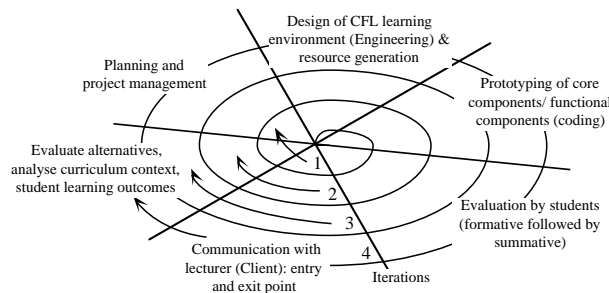 Design of CFL learning
environment (Engineering) &
resource generation
Planning and
project management
Prototyping of core
components/ functional
components (coding)
Evaluate alternatives,
analyse curriculum context,
student learning outcomes
1
2
3
4
Evaluation by students
(formative followed by
summative)
Communication with
lecturer (Client): entry
and exit point
Iterations